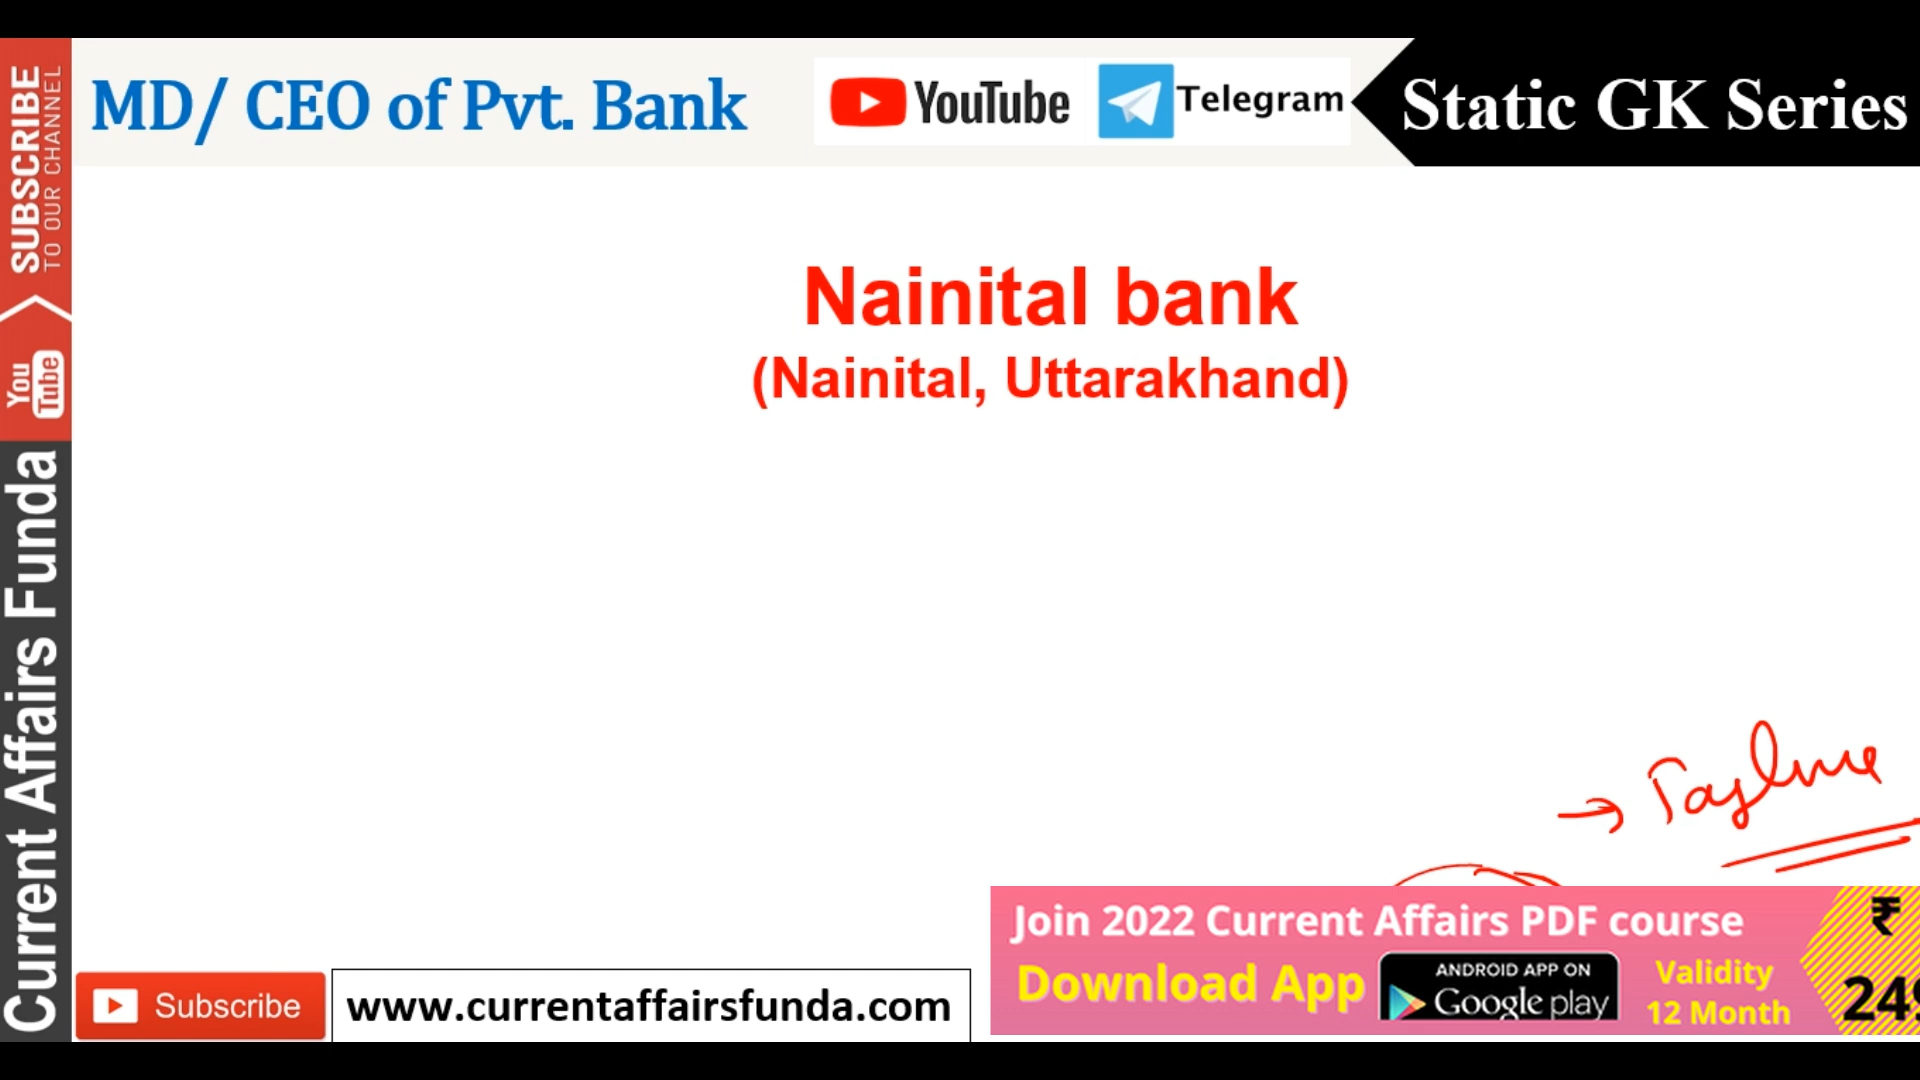 MD/ CEO of Pvt. Bank
YouTube
Telegram
Static GK Series
SUBSCRIBE
TO OUR CHANNEL
You
Tube
Current Affairs Funda
Nainital bank
(Nainital, Uttarakhand)
→ Tagline
Join 2022 Current Affairs PDF course
Download App
ANDROID APP ON
Google play
Validity
12 Month
₹
249
Subscribe
www.currentaffairsfunda.com